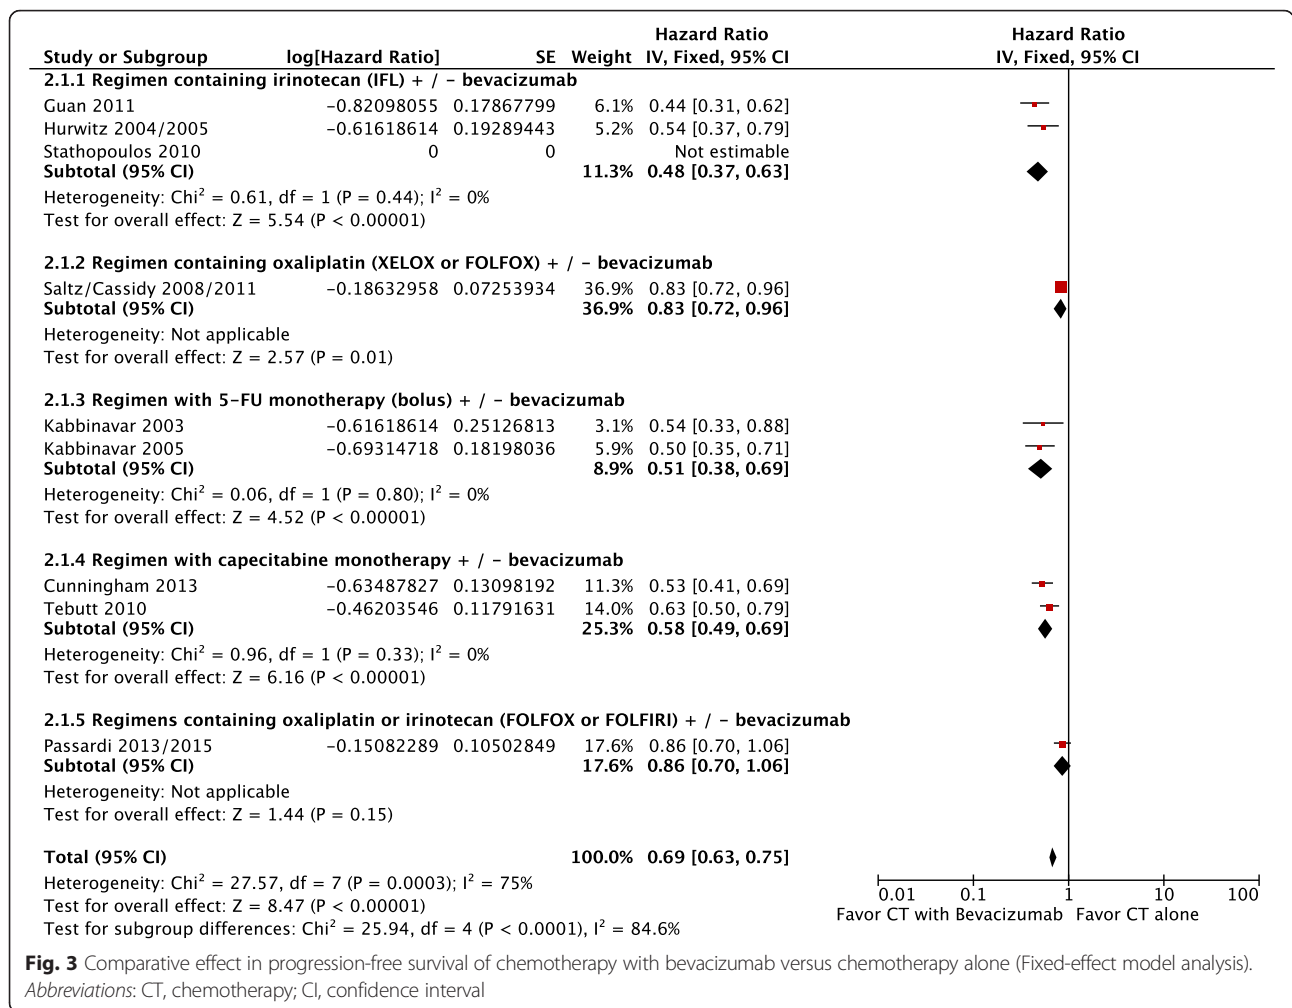 Hazard Ratio Hazard Ratio
Study or Subgroup log[Hazard Ratio] SE Weight IV, Fixed, 95% CI IV, Fixed, 95% CI
2.1.1 Regimen containing irinotecan (IFL) + / – bevacizumab
Guan 2011 −0.82098055 0.17867799 6.1% 0.44 [0.31, 0.62]
Hurwitz 2004/2005 −0.61618614 0.19289443 5.2% 0.54 [0.37, 0.79]
Stathopoulos 2010 0 0 Not estimable
Subtotal (95% CI) 11.3% 0.48 [0.37, 0.63]
Heterogeneity: Chi² = 0.61, df = 1 (P = 0.44); I² = 0%
Test for overall effect: Z = 5.54 (P < 0.00001)
2.1.2 Regimen containing oxaliplatin (XELOX or FOLFOX) + / – bevacizumab
Saltz/Cassidy 2008/2011 −0.18632958 0.07253934 36.9% 0.83 [0.72, 0.96]
Subtotal (95% CI) 36.9% 0.83 [0.72, 0.96]
Heterogeneity: Not applicable
Test for overall effect: Z = 2.57 (P = 0.01)
2.1.3 Regimen with 5−FU monotherapy (bolus) + / – bevacizumab
Kabbinavar 2003 −0.61618614 0.25126813 3.1% 0.54 [0.33, 0.88]
Kabbinavar 2005 −0.69314718 0.18198036 5.9% 0.50 [0.35, 0.71]
Subtotal (95% CI) 8.9% 0.51 [0.38, 0.69]
Heterogeneity: Chi² = 0.06, df = 1 (P = 0.80); I² = 0%
Test for overall effect: Z = 4.52 (P < 0.00001)
2.1.4 Regimen with capecitabine monotherapy + / – bevacizumab
Cunningham 2013 −0.63487827 0.13098192 11.3% 0.53 [0.41, 0.69]
Tebutt 2010 −0.46203546 0.11791631 14.0% 0.63 [0.50, 0.79]
Subtotal (95% CI) 25.3% 0.58 [0.49, 0.69]
Heterogeneity: Chi² = 0.96, df = 1 (P = 0.33); I² = 0%
Test for overall effect: Z = 6.16 (P < 0.00001)
2.1.5 Regimens containing oxaliplatin or irinotecan (FOLFOX or FOLFIRI) + / – bevacizumab
Passardi 2013/2015 −0.15082289 0.10502849 17.6% 0.86 [0.70, 1.06]
Subtotal (95% CI) 17.6% 0.86 [0.70, 1.06]
Heterogeneity: Not applicable
Test for overall effect: Z = 1.44 (P = 0.15)
Total (95% CI) 100.0% 0.69 [0.63, 0.75]
Heterogeneity: Chi² = 27.57, df = 7 (P = 0.0003); I² = 75%
Test for overall effect: Z = 8.47 (P < 0.00001)
Test for subgroup differences: Chi² = 25.94, df = 4 (P < 0.0001), I² = 84.6%
0.01 0.1 1 10 100
Favor CT with Bevacizumab Favor CT alone
Fig. 3 Comparative effect in progression-free survival of chemotherapy with bevacizumab versus chemotherapy alone (Fixed-effect model analysis).
Abbreviations: CT, chemotherapy; CI, confidence interval